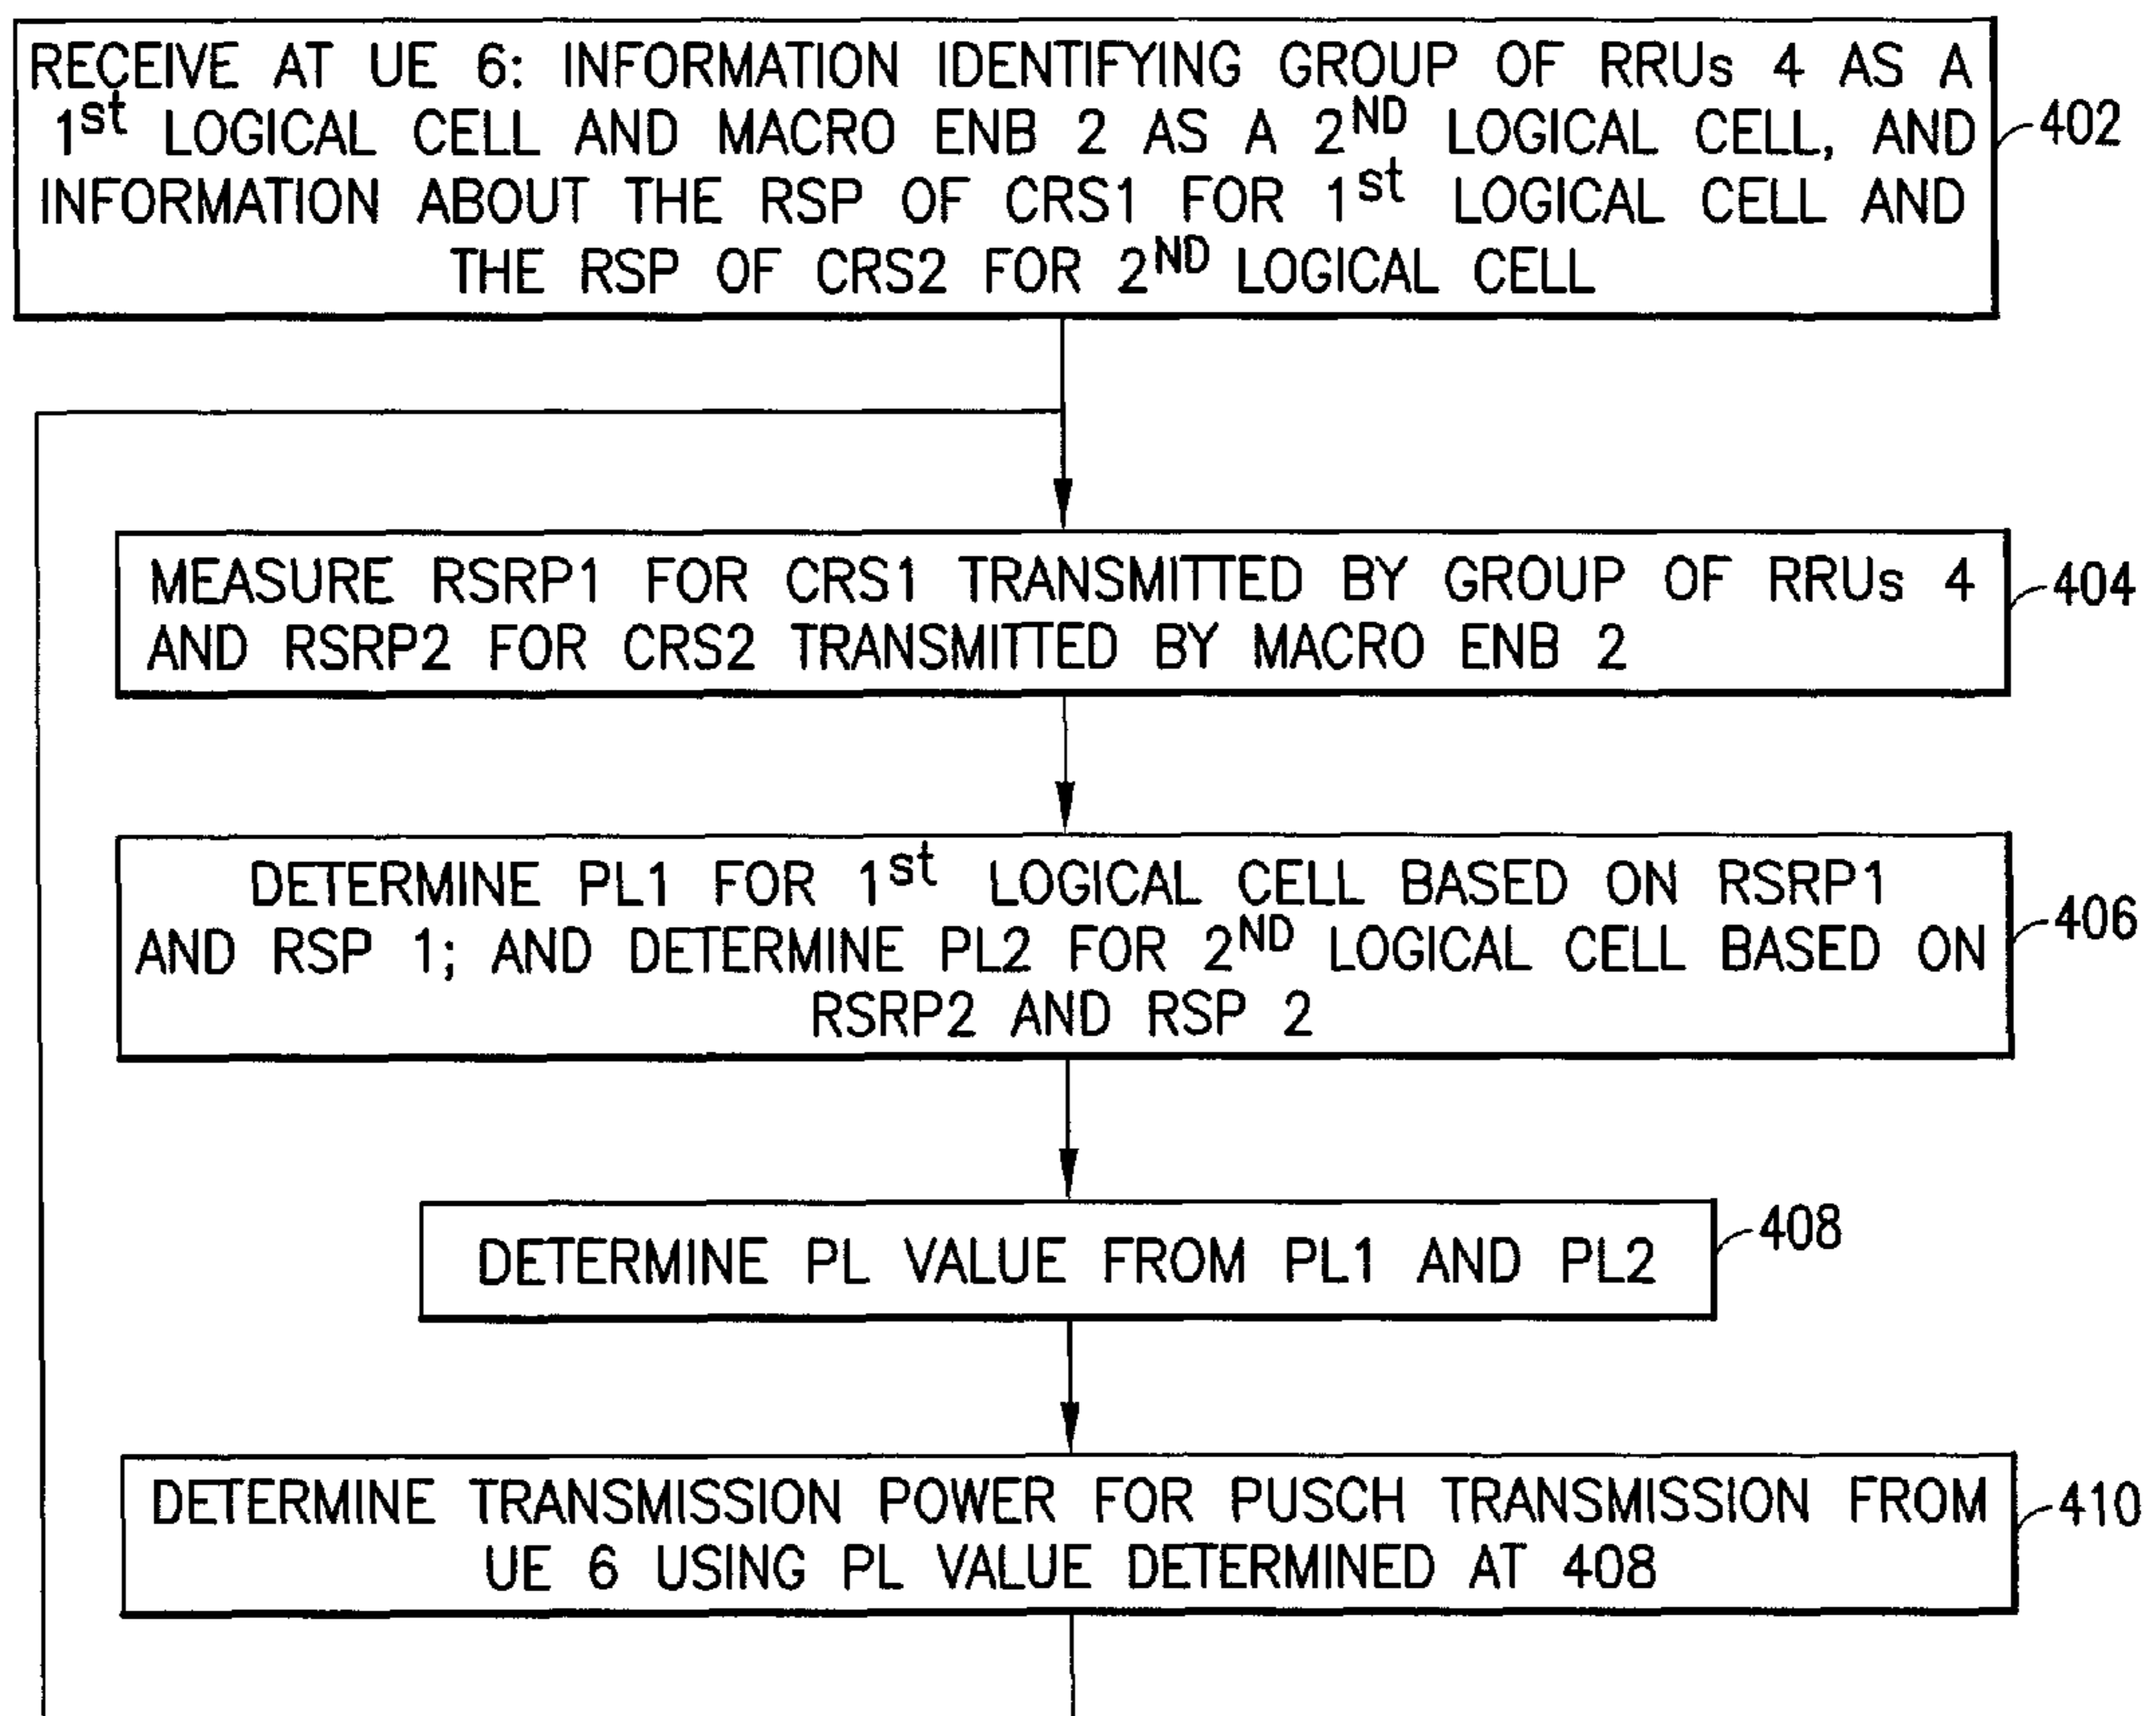 RECEIVE AT UE 6: INFORMATION IDENTIFYING GROUP OF RRUs 4 AS A
1st LOGICAL CELL AND MACRO ENB 2 AS A 2ND LOGICAL CELL, AND
INFORMATION ABOUT THE RSP OF CRS1 FOR 1st LOGICAL CELL AND
THE RSP OF CRS2 FOR 2ND LOGICAL CELL
402
MEASURE RSRP1 FOR CRS1 TRANSMITTED BY GROUP OF RRUs 4
AND RSRP2 FOR CRS2 TRANSMITTED BY MACRO ENB 2
404
DETERMINE PL1 FOR 1st LOGICAL CELL BASED ON RSRP1
AND RSP 1; AND DETERMINE PL2 FOR 2ND LOGICAL CELL BASED ON
RSRP2 AND RSP 2
406
DETERMINE PL VALUE FROM PL1 AND PL2
408
DETERMINE TRANSMISSION POWER FOR PUSCH TRANSMISSION FROM
UE 6 USING PL VALUE DETERMINED AT 408
410